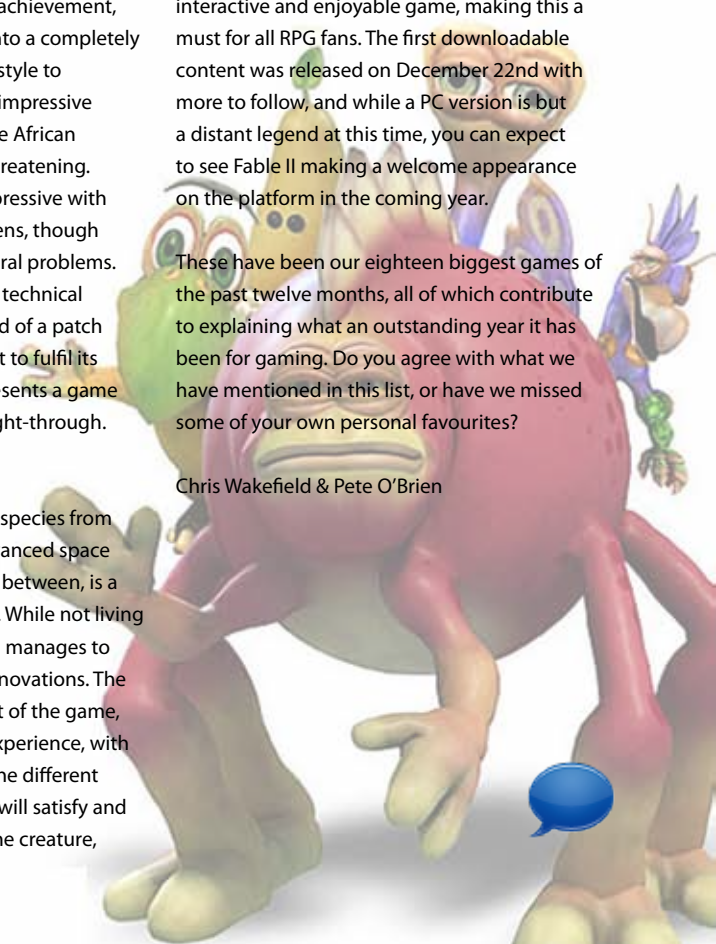 achievement,
nto a completely
style to
impressive
e African
reatening.
pressive with
ens, though
ral problems.
technical
d of a patch
t to fulfil its
sents a game
ght-through.
species from
anced space
between, is a
. While not living
manages to
novations. The
t of the game,
xperience, with
he different
will satisfy and
he creature,
interactive and enjoyable game, making this a
must for all RPG fans. The first downloadable
content was released on December 22nd with
more to follow, and while a PC version is but
a distant legend at this time, you can expect
to see Fable II making a welcome appearance
on the platform in the coming year.
These have been our eighteen biggest games of
the past twelve months, all of which contribute
to explaining what an outstanding year it has
been for gaming. Do you agree with what we
have mentioned in this list, or have we missed
some of your own personal favourites?
Chris Wakefield & Pete O’Brien